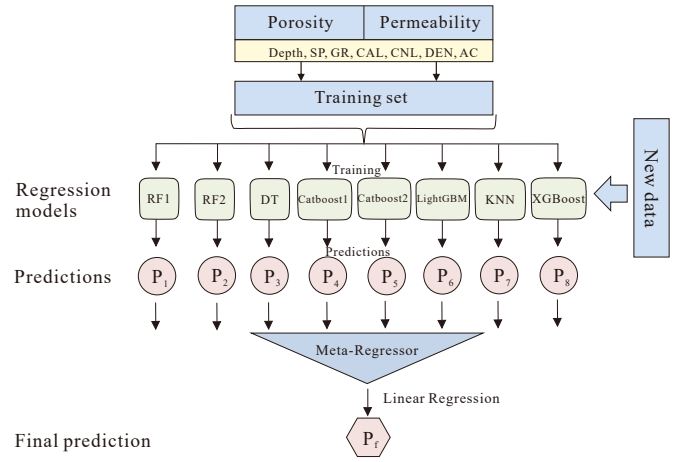 Porosity Permeability
Depth, SP, GR, CAL, CNL, DEN, AC
Training set
Training
Regression models
RF1 RF2 DT Catboost1 Catboost2 LightGBM KNN XGBoost
New data
Predictions
Predictions
P1 P2 P3 P4 P5 P6 P7 P8
Meta-Regressor
Linear Regression
Final prediction
Pf